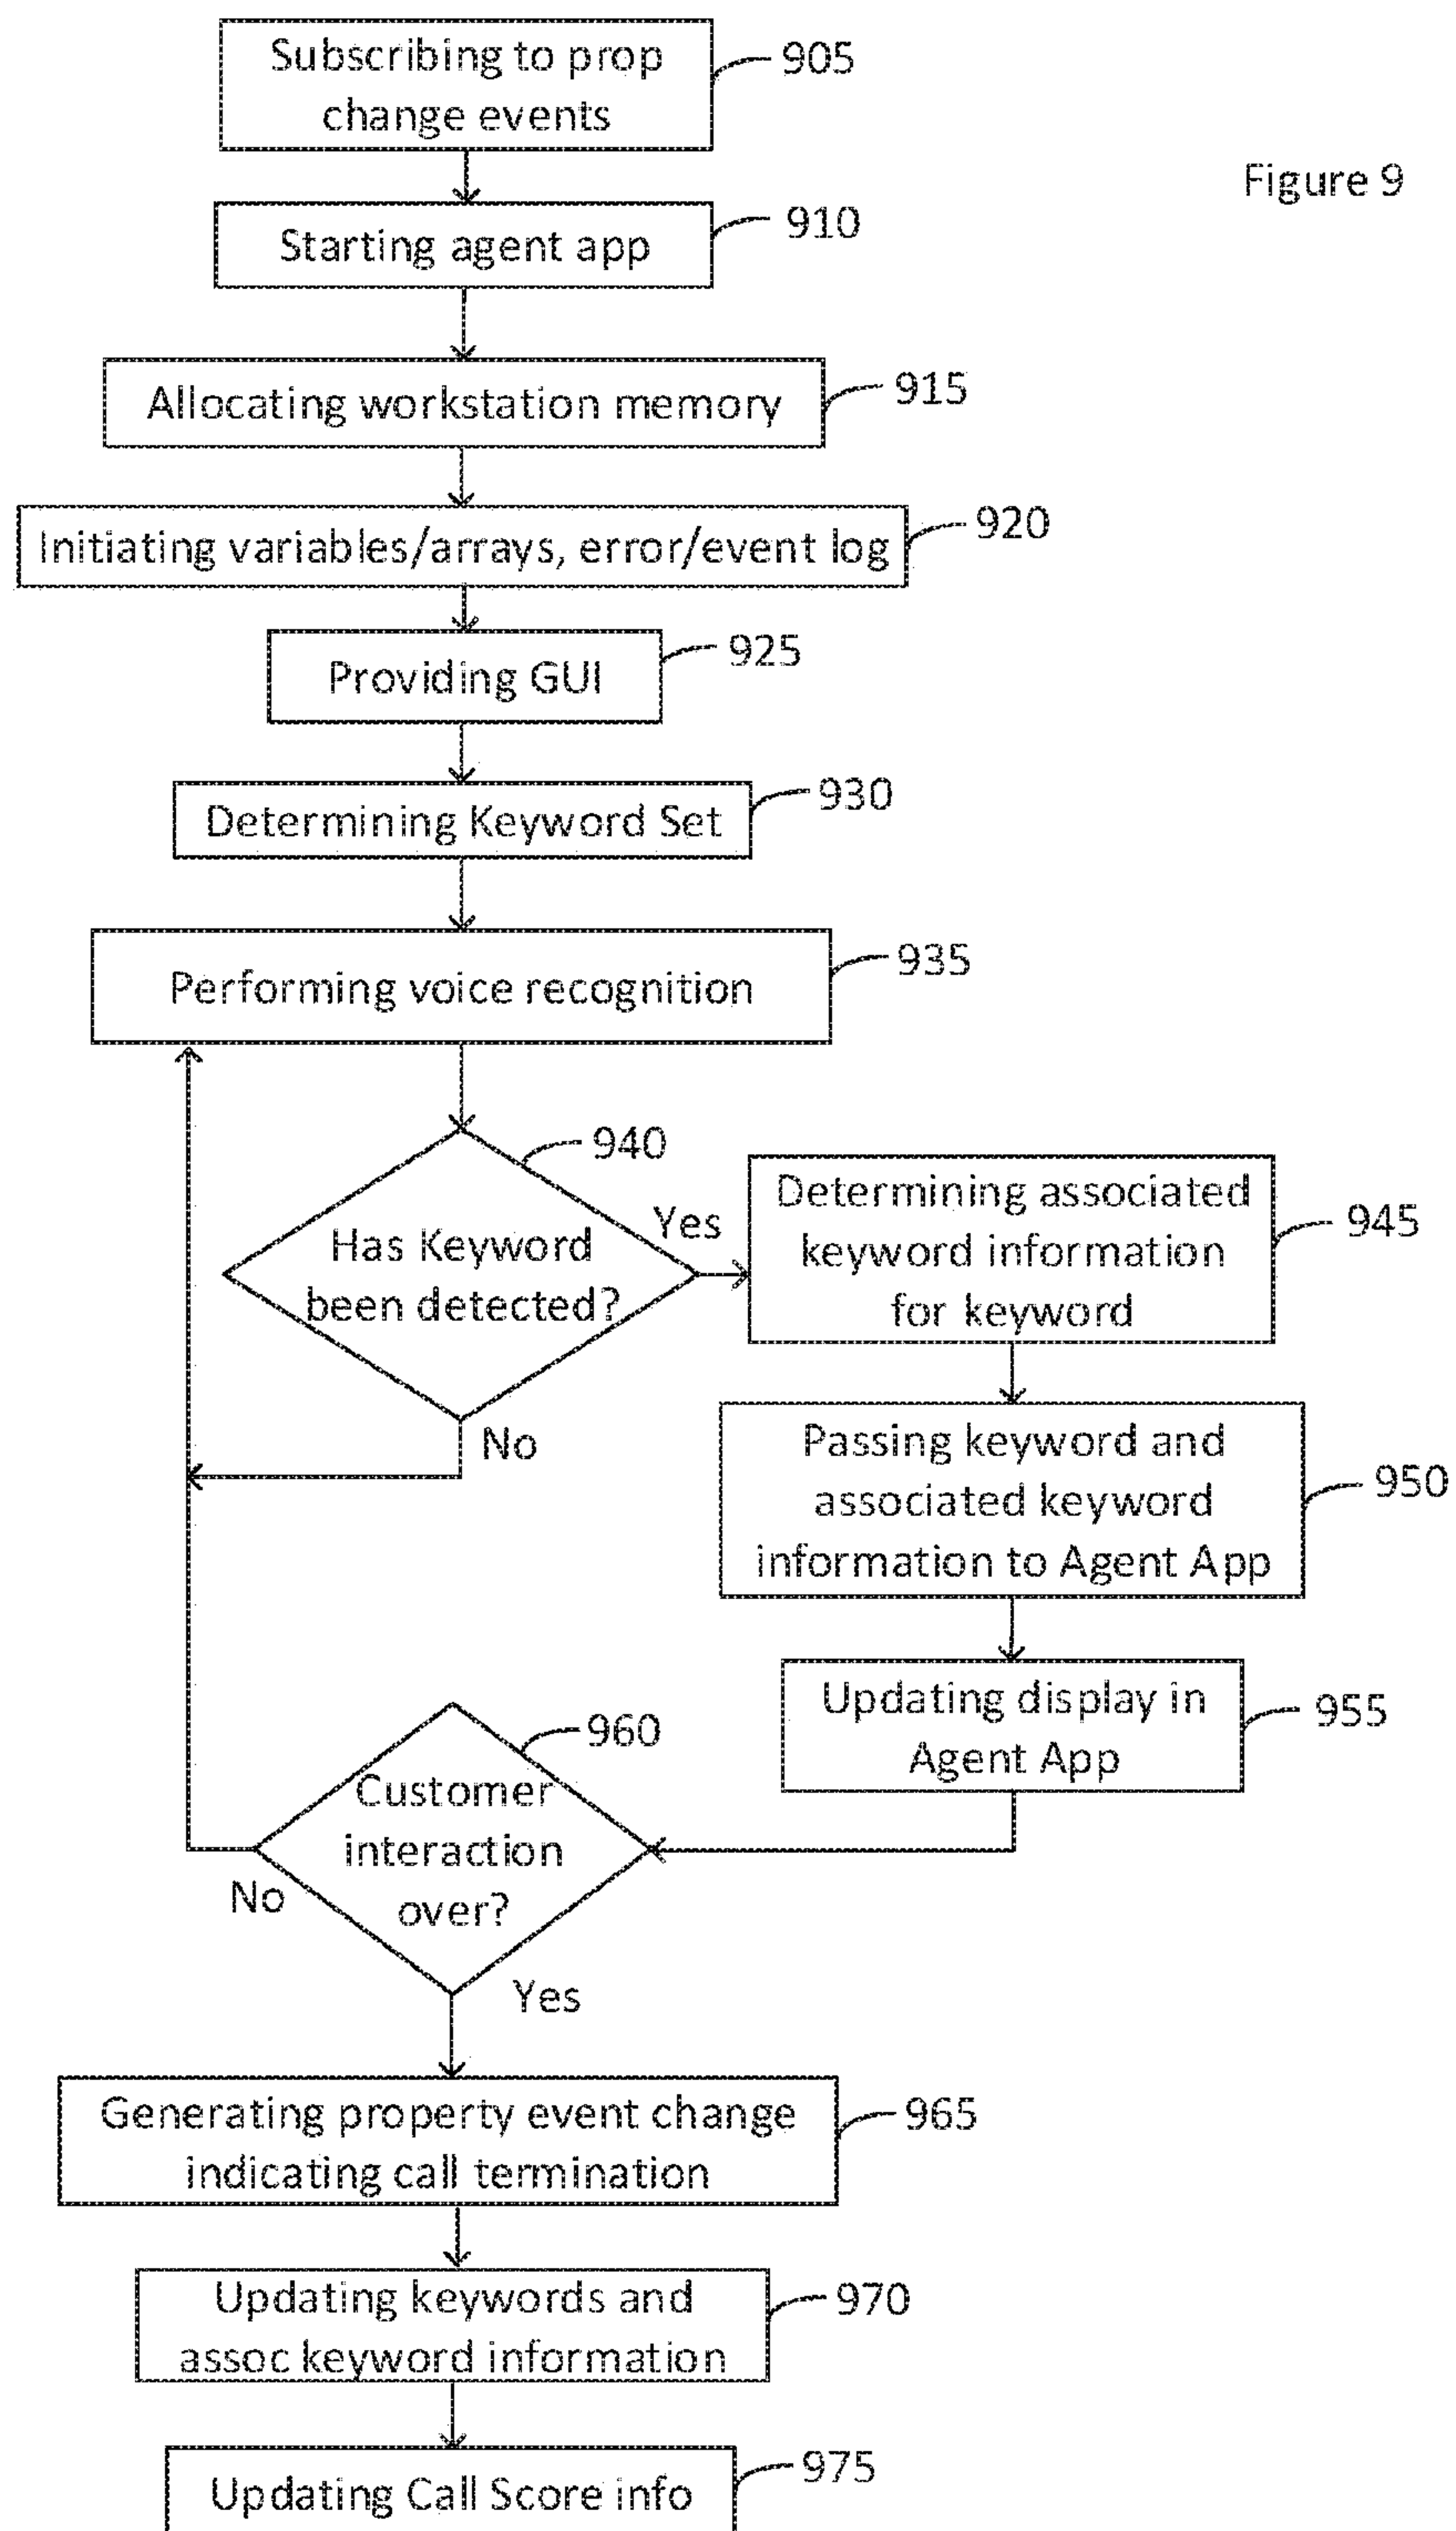 Subscribing to prop
change events
905
Figure 9
Starting agent app
910
Allocating workstation memory
915
Initiating variables/arrays, error/event log
920
Providing GUI
925
Determining Keyword Set
930
Performing voice recognition
935
Has Keyword
been detected?
940
Yes
No
Determining associated
keyword information
for keyword
945
Passing keyword and
associated keyword
information to Agent App
950
Updating display in
Agent App
955
Customer
interaction
over?
960
No
Yes
Generating property event change
indicating call termination
965
Updating keywords and
assoc keyword information
970
Updating Call Score info
975